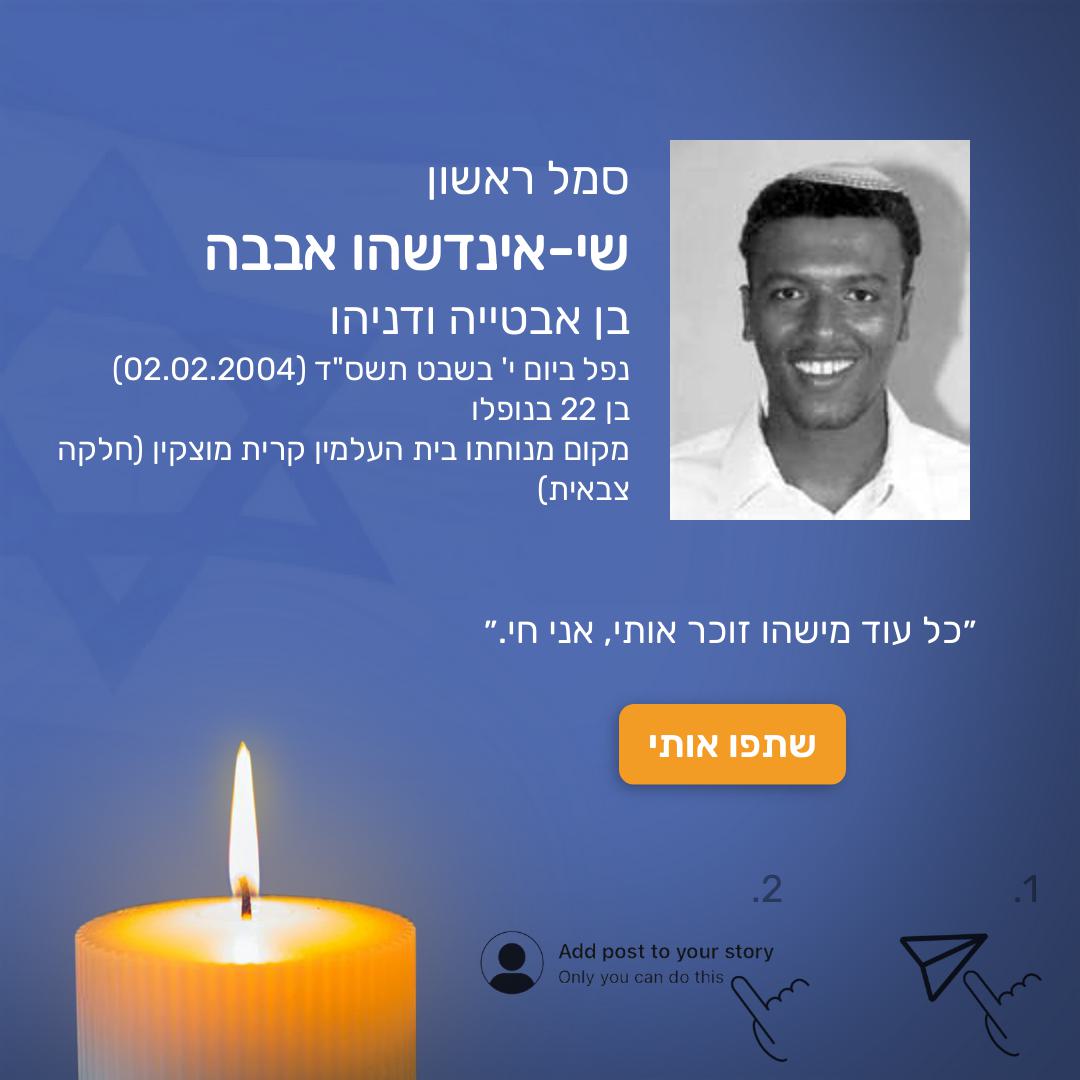 סמל ראשון
שי-אינדשהו אבבה
בן אבטייה ודניהו
נפל ביום י' בשבט תשס"ד (02.02.2004)
בן 22 בנופלו
מקום מנוחתו בית העלמין קרית מוצקין (חלקה
צבאית)
״כל עוד מישהו זוכר אותי, אני חי.״
שתפו אותי
1.
2.
Add post to your story
Only you can do this